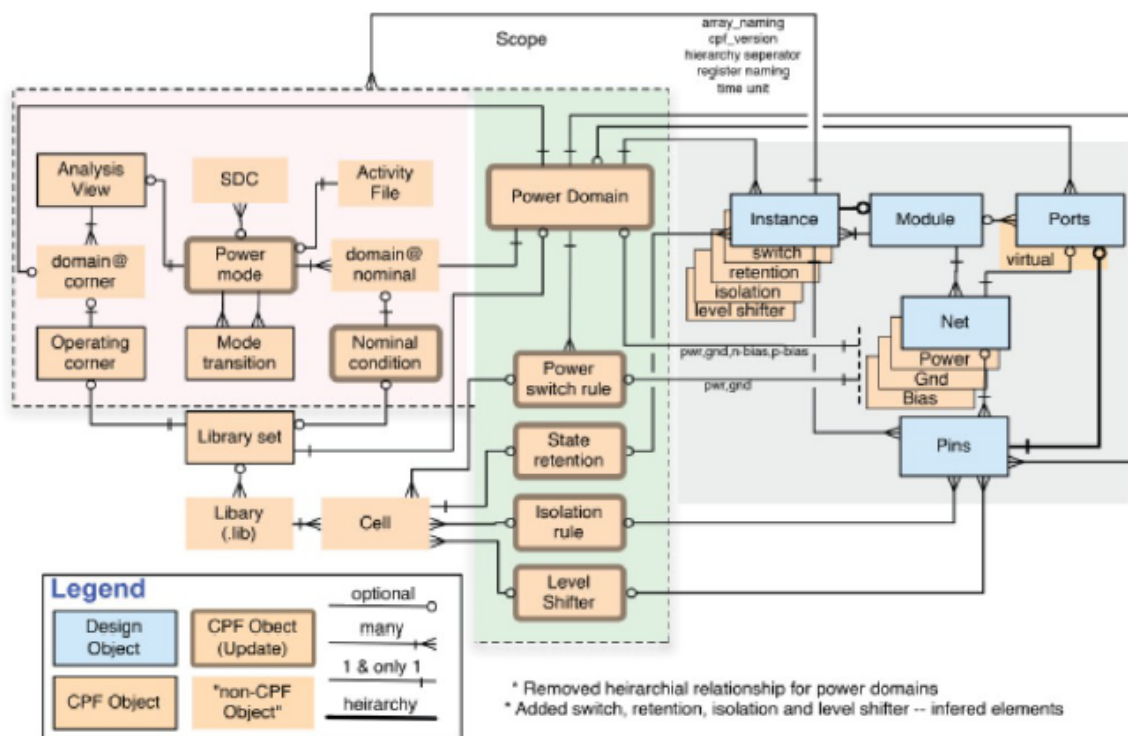 Scope
array_naming
cpf_version
hierarchy seperator
register naming
time unit
Analysis
View
SDC
Activity
File
Power Domain
Instance
Module
Ports
switch
retention
isolation
level shifter
virtual
domain@
corner
Power
mode
domain@
nominal
Operating
corner
Mode
transition
Nominal
condition
Net
Power
Gnd
Bias
pwr,gnd,n-bias,p-bias
Power
switch rule
pwr,gnd
Library set
State
retention
Pins
Libary
(.lib)
Cell
Isolation
rule
Level
Shifter
Legend
Design
Object
CPF Obect
(Update)
optional
many
1 & only 1
heirarchy
CPF Object
"non-CPF
Object"
* Removed heirarchial relationship for power domains
* Added switch, retention, isolation and level shifter -- infered elements